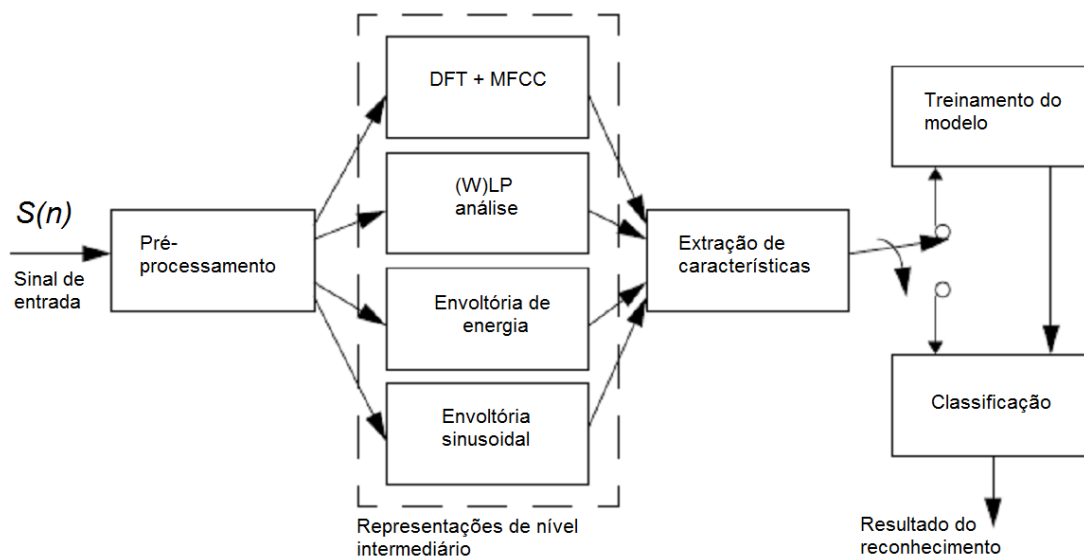 S(n)
Sinal de
entrada
Pré-
processamento
DFT + MFCC
(W)LP
análise
Envoltória de
energia
Envoltória
sinusoidal
Representações de nível
intermediário
Extração de
características
Treinamento do
modelo
Classificação
Resultado do
reconhecimento